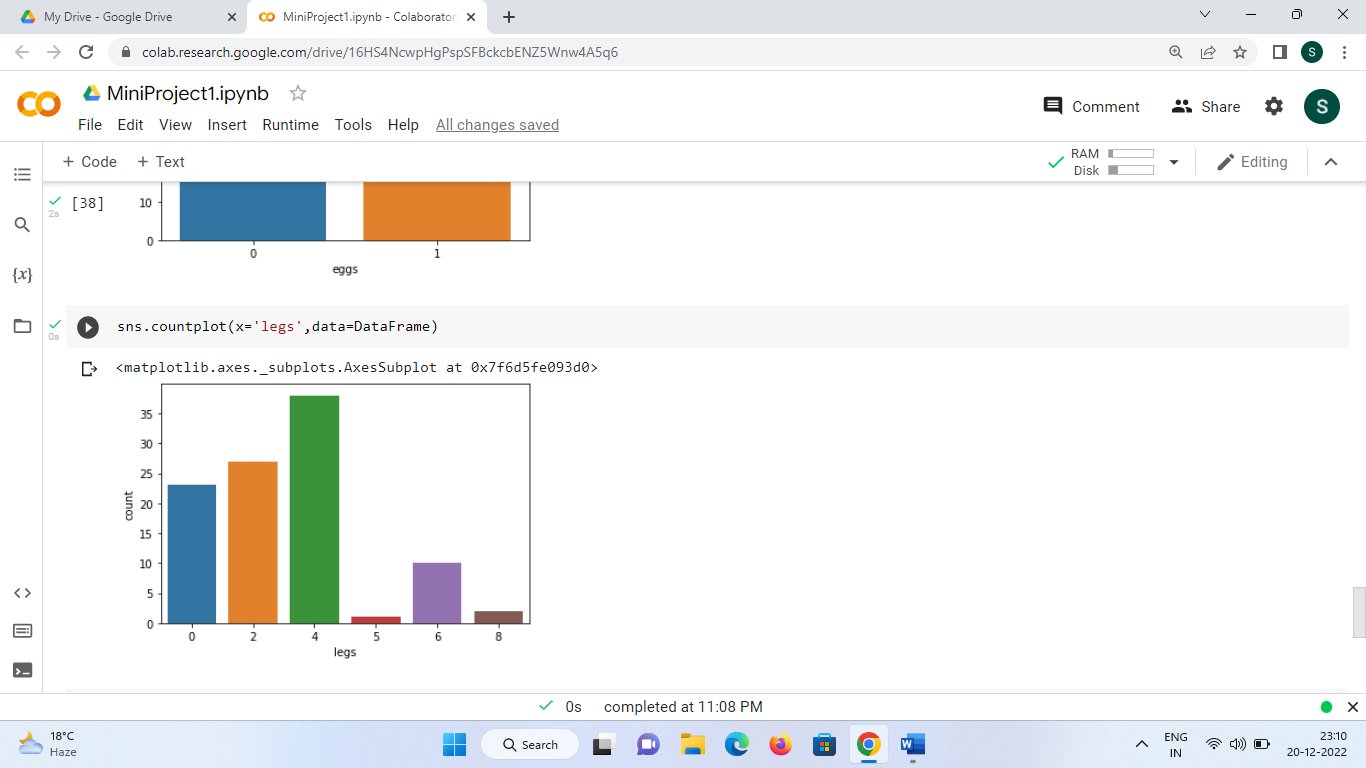 My Drive - Google Drive
MiniProject1.ipynb - Colaborator
colab.research.google.com/drive/16HS4NcwpHgPspSFBckcbENZ5Wnw4A5q6
S
MiniProject1.ipynb
Comment
Share
S
File Edit View Insert Runtime Tools Help All changes saved
+ Code + Text
RAM
Disk
Editing
2s
[38]
10
0
0 1
eggs
{x}
0s
sns.countplot(x='legs',data=DataFrame)
<matplotlib.axes._subplots.AxesSubplot at 0x7f6d5fe093d0>
35
30
25
20
15
10
5
0
count
0 2 4 5 6 8
legs
0s completed at 11:08 PM
18°C
Haze
Search
W
ENG
IN
23:10
20-12-2022